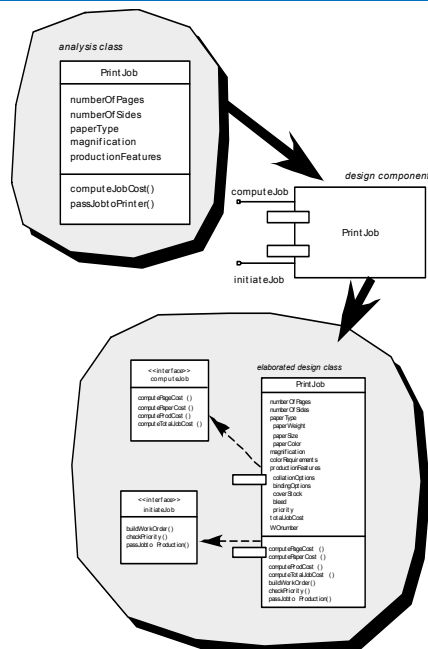 analysis class
PrintJob
numberOfPages
numberOfSides
paperType
magnification
productionFeatures
computeJobCost()
passJobtoPrinter()
design component
computeJob
PrintJob
initiateJob
elaborated design class
PrintJob
<<interface>>
computeJob
computePageCost ()
computePaperCost ()
computeProdCost ()
computeTotalJobCost ()
numberOfPages
numberOfSides
paperType
paperWeight
paperSize
paperColor
magnification
colorRequirements
productionFeatures
collationOptions
bindingOptions
coverStock
bleed
priority
totalJobCost
WOnumber
<<interface>>
initiateJob
buildWorkOrder()
checkPriority()
passJobto Production()
computePageCost ()
computePaperCost ()
computeProdCost ()
computeTotalJobCost ()
buildWorkOrder()
checkPriority()
passJobto Production()